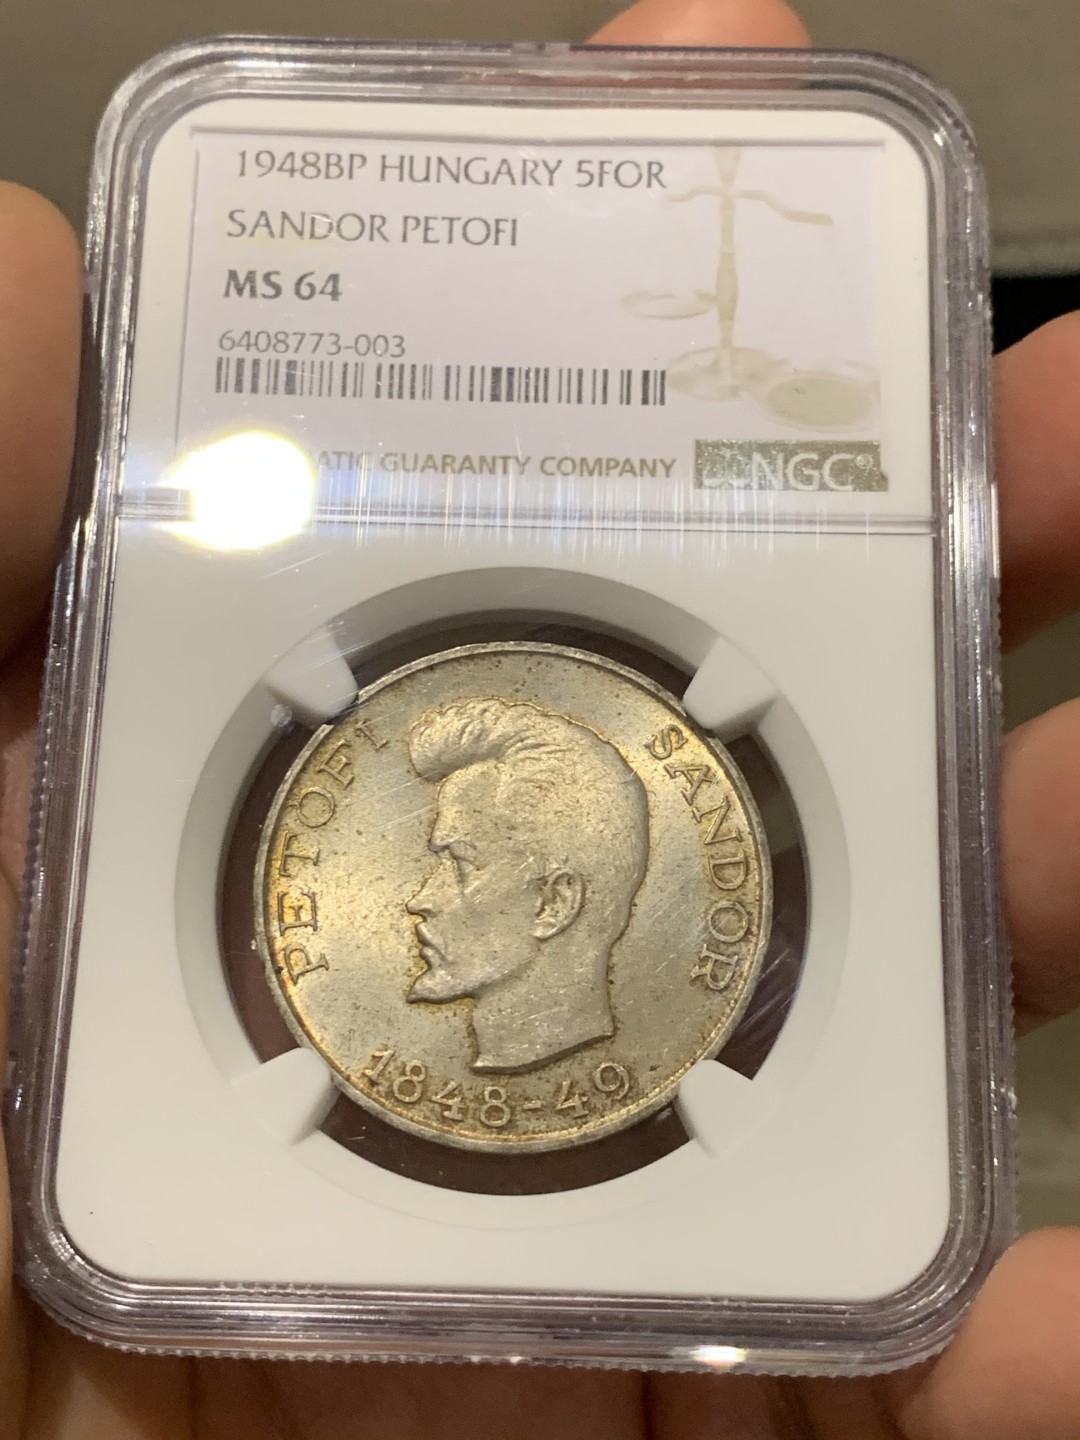 1948BP HUNGARY 5FOR
SANDOR PETOFI
MS 64
6408773-003
GUARANTY COMPANY
NGC
PETOFI SANDOR
1848-49